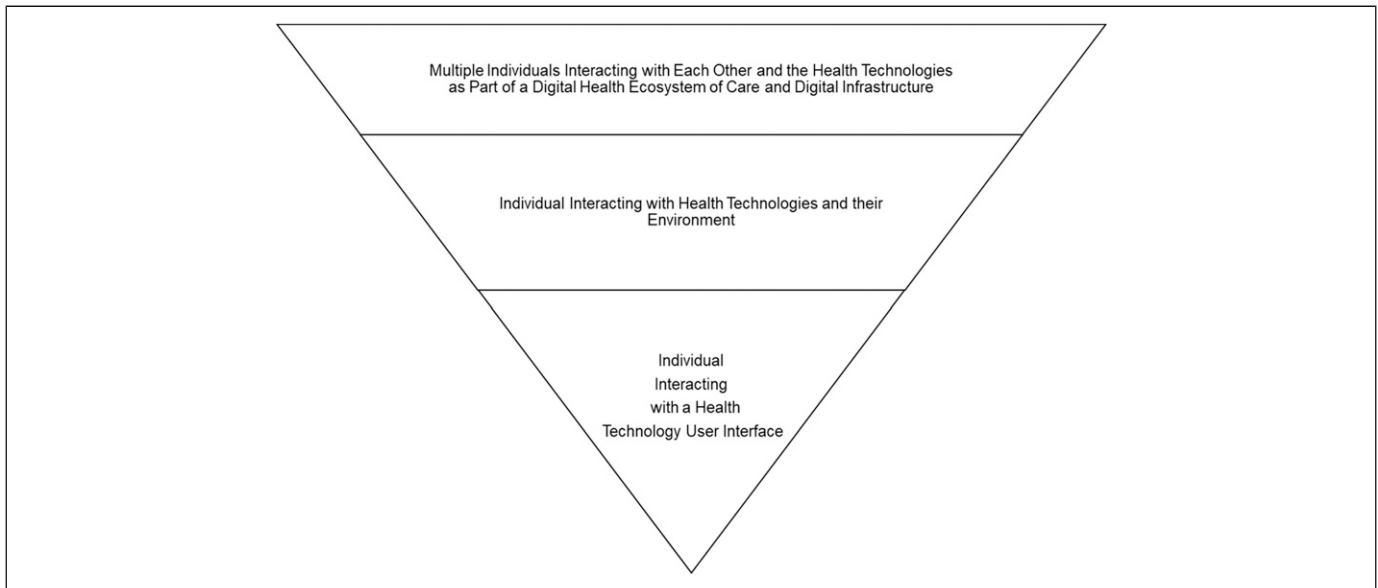 Multiple Individuals Interacting with Each Other and the Health Technologies
as Part of a Digital Health Ecosystem of Care and Digital Infrastructure
Individual Interacting with Health Technologies and their
Environment
Individual
Interacting
with a Health
Technology User Interface